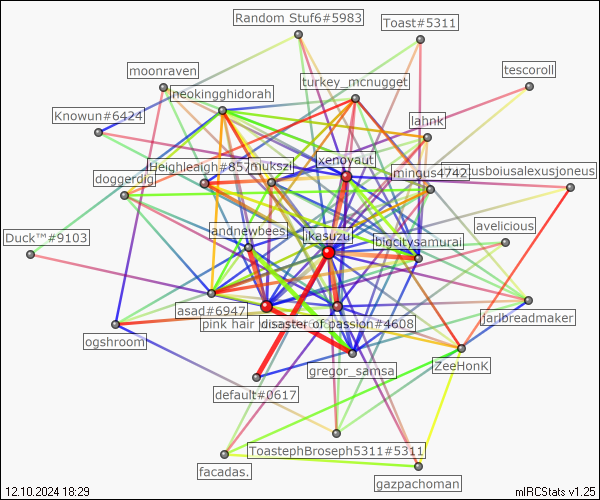 Random Stuf6#5983
Toast#5311
moonraven
turkey_mcnugget
tescoroll
neokingghidorah
Knowun#6424
lahnk
xenovaut
Heighleaigh#857
mukszi
mingus4742
usboiusalexusjoneus
doggerdig
andnewbees
ikasuzu
bigcitysamurai
avelicious
Duck™#9103
asad#6947
pink hair
disaster of passion#4608
jarlbreadmaker
ogshroom
gregor_samsa
ZeeHonK
default#0617
ToastephBroseph5311#5311
facadas.
gazpachoman
12.10.2024 18:29
mIRCStats v1.25